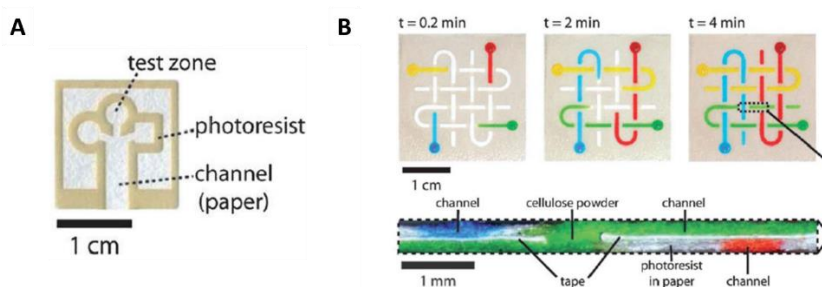 A
test zone
photoresist
channel
(paper)
1 cm
B
t = 0.2 min
t = 2 min
t = 4 min
1 cm
channel
cellulose powder
channel
1 mm
tape
photoresist
in paper
channel